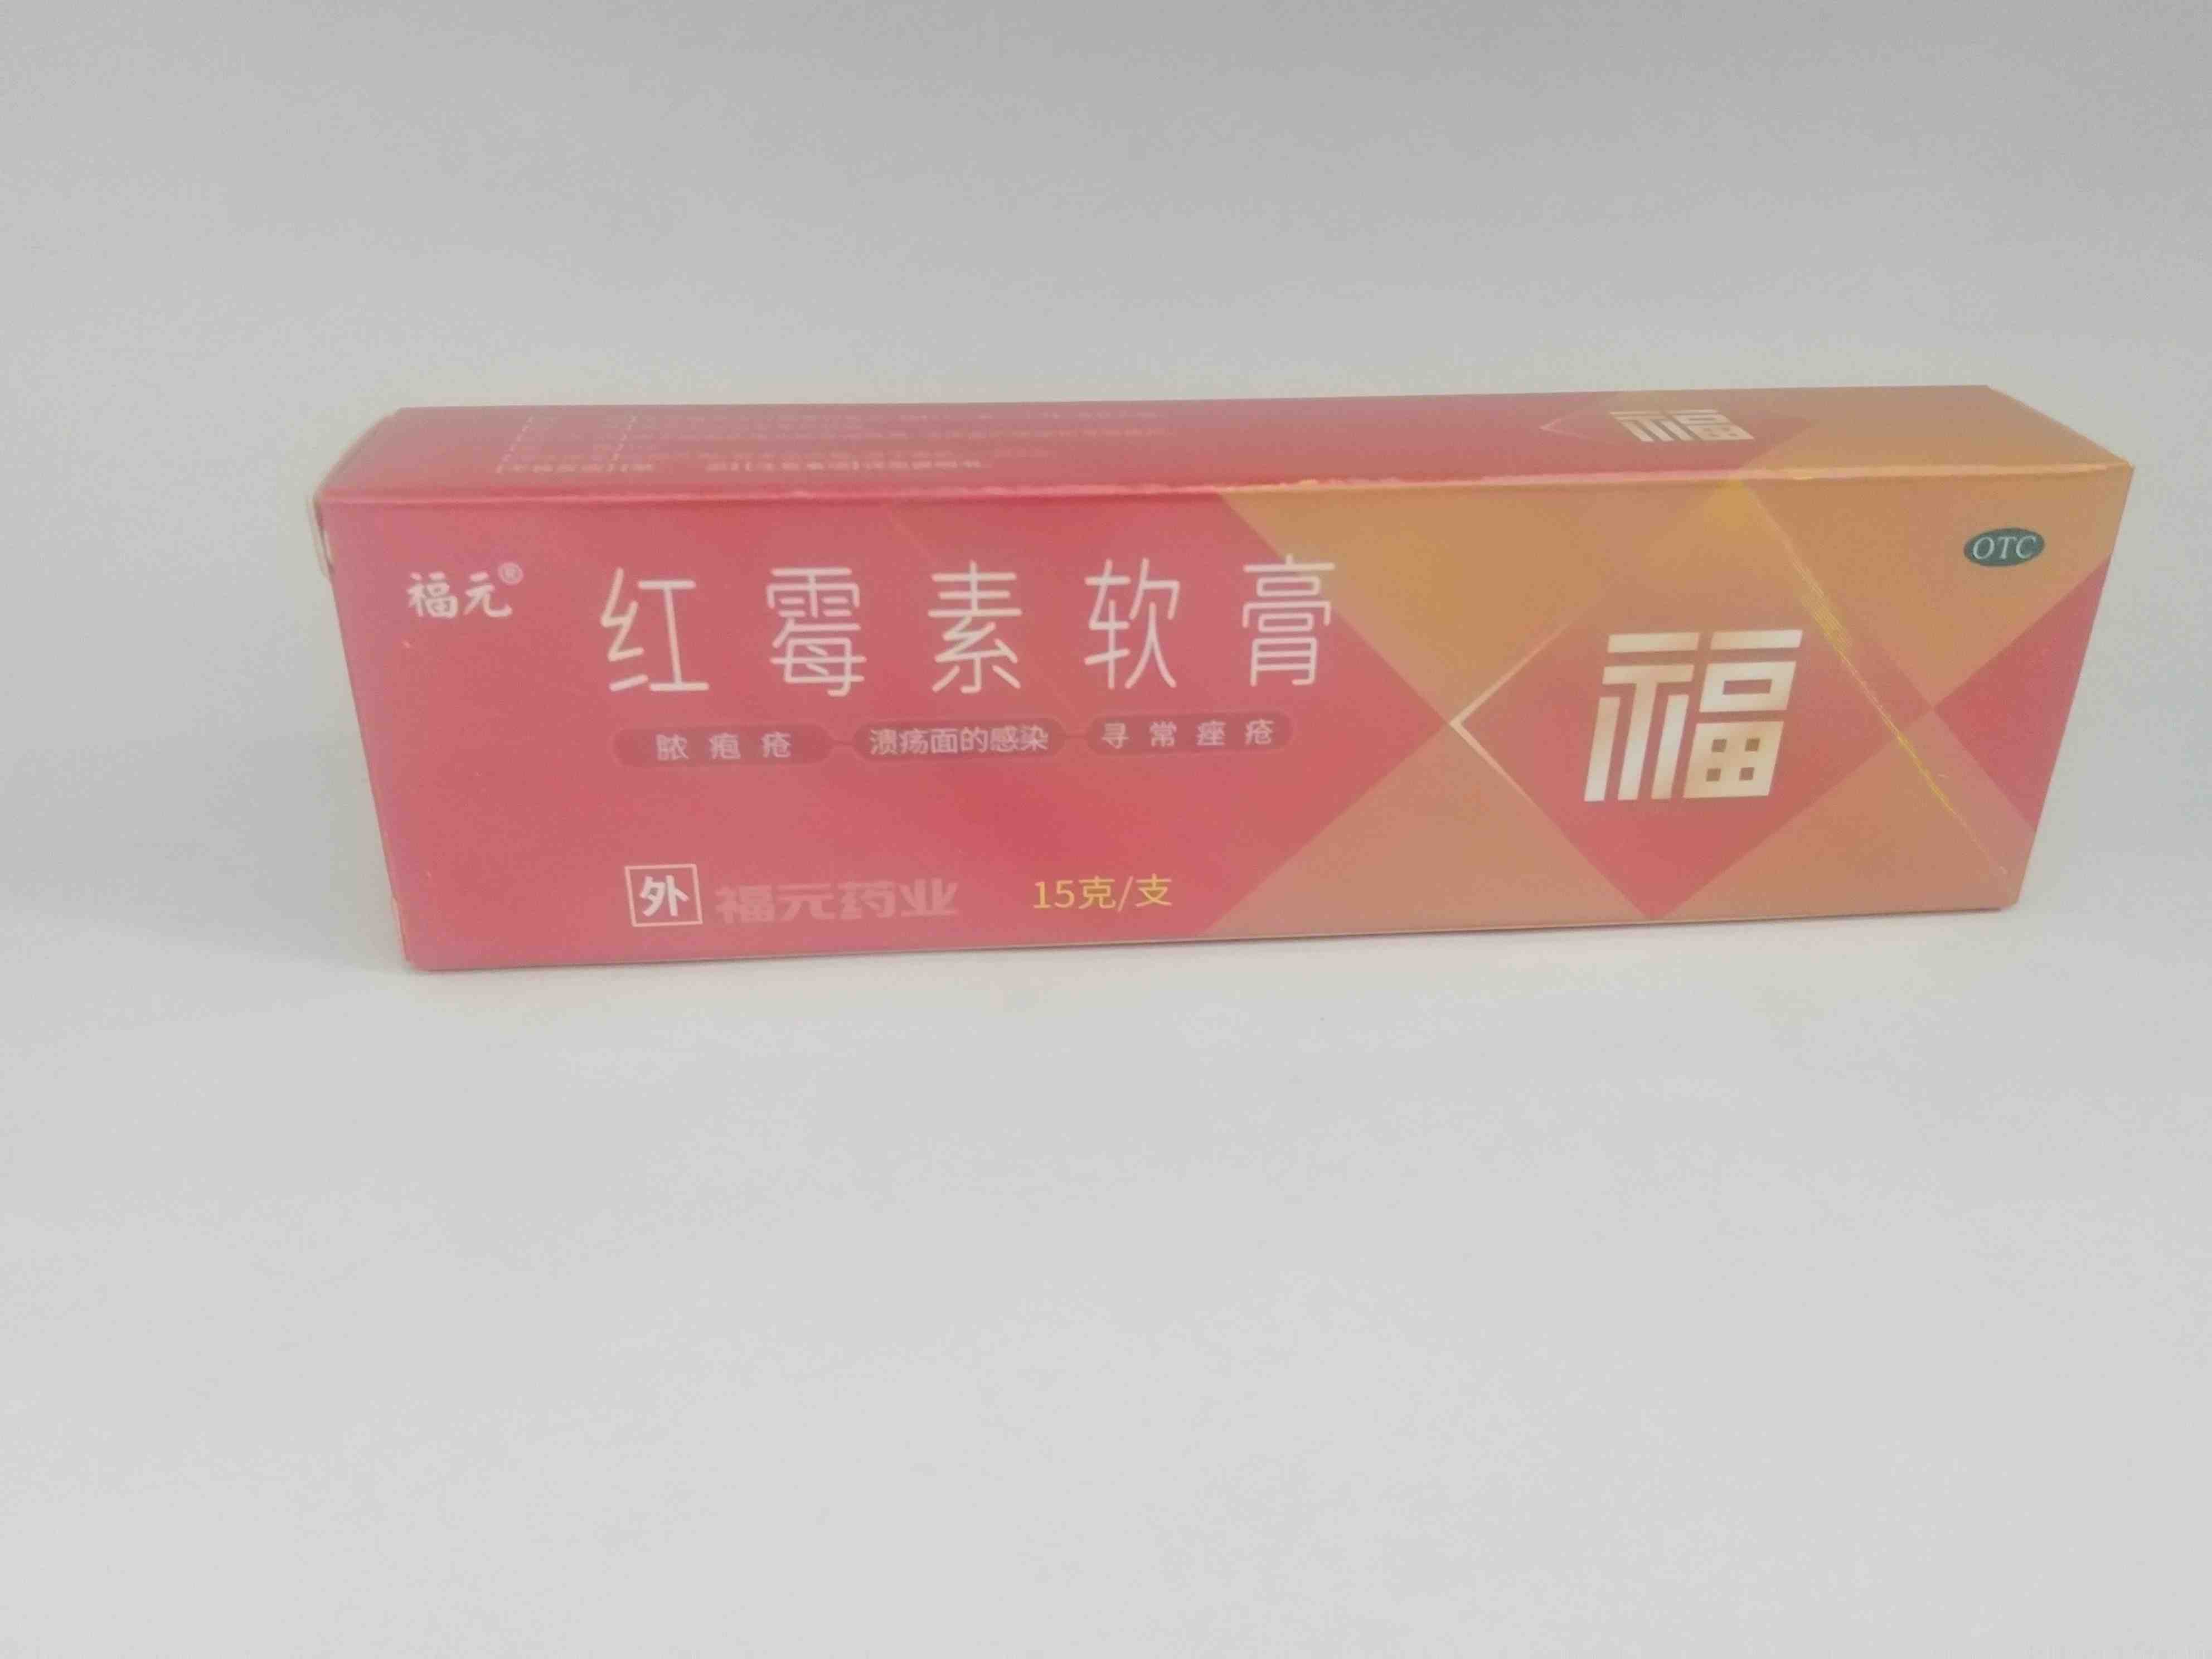 福
福元®
红霉素软膏
脓疱疮 溃疡面的感染 寻常痤疮
外 福元药业 15克/支
福
OTC